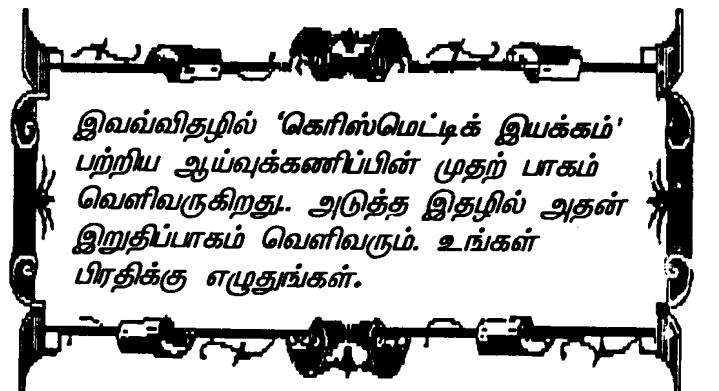 இவவ்விதழில் 'கெரிஸ்மெட்டிக் இயக்கம்'
பற்றிய ஆய்வுக்கணிப்பின் முதற் பாகம்
வெளிவருகிறது.. அடுத்த இதழில் அதன்
இறுதிப்பாகம் வெளிவரும். உங்கள்
பிரதிக்கு எழுதுங்கள்.